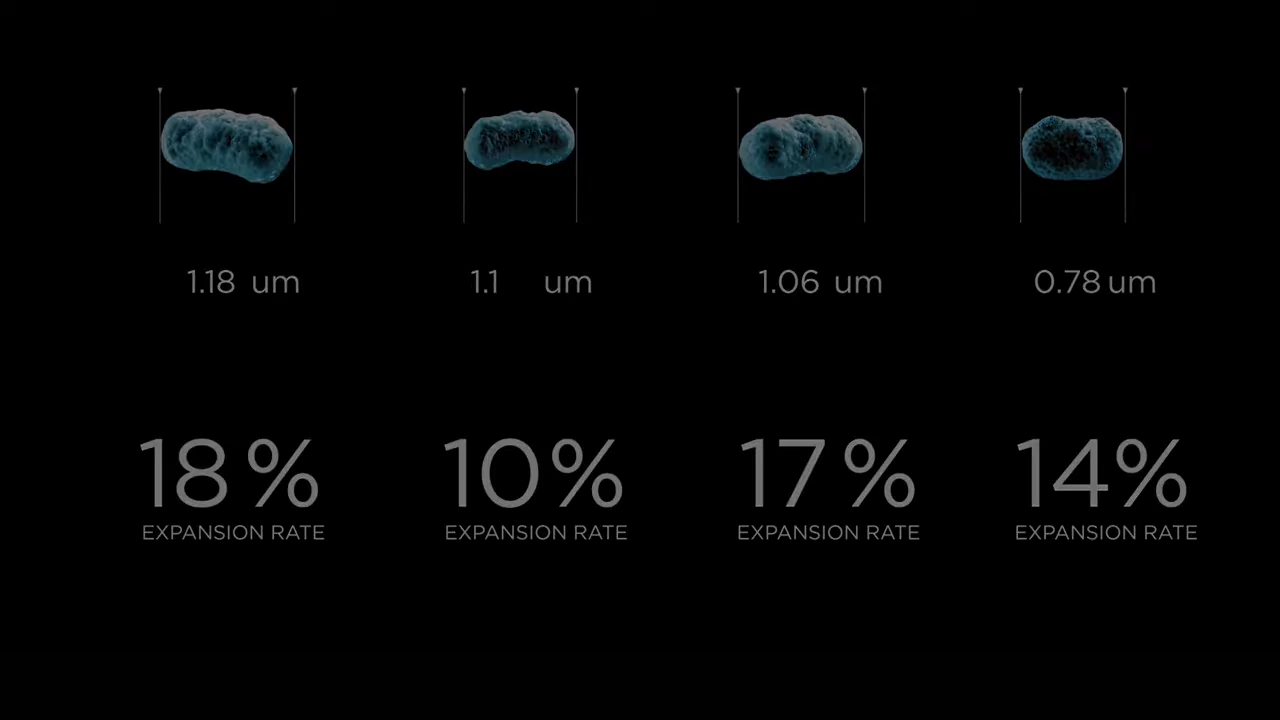 1.18 um 1.1 um 1.06 um 0.78 um
18% 10% 17% 14%
EXPANSION RATE EXPANSION RATE EXPANSION RATE EXPANSION RATE